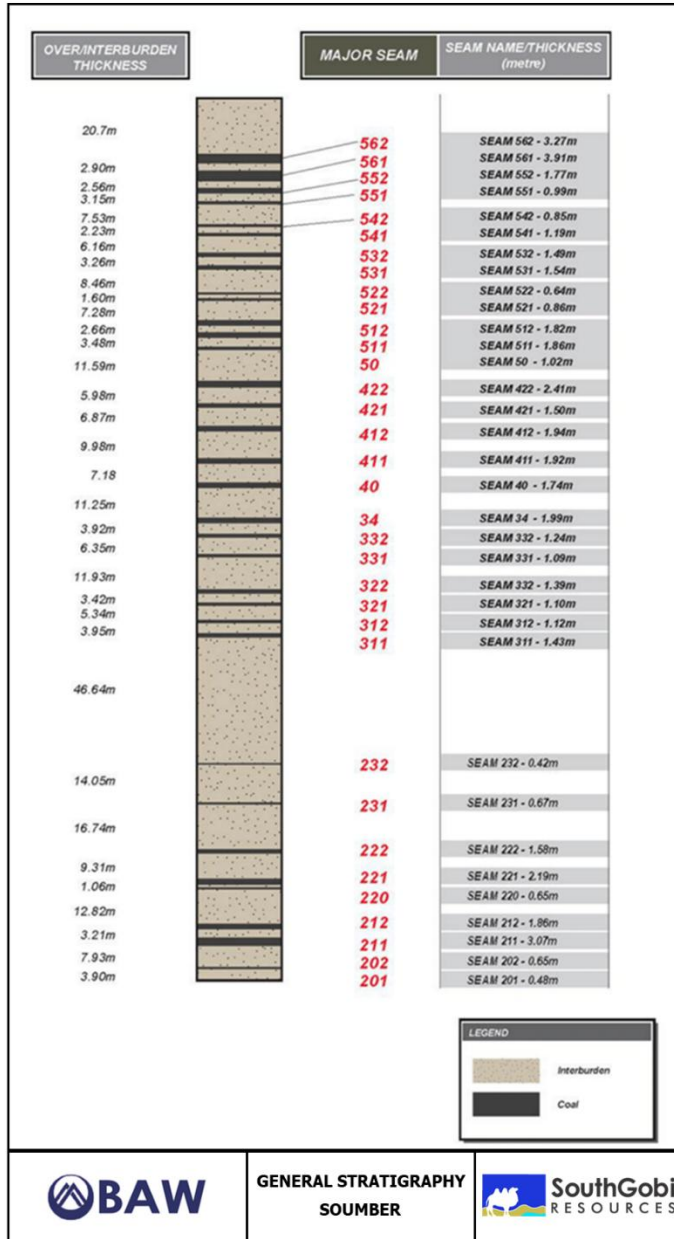 OVER/INTERBURDEN
THICKNESS
MAJOR SEAM
SEAM NAME/THICKNESS
(metre)
20.7m
562
SEAM 562 - 3.27m
2.90m
561
SEAM 561 - 3.91m
2.56m
552
SEAM 552 - 1.77m
3.15m
551
SEAM 551 - 0.99m
7.53m
542
SEAM 542 - 0.85m
2.23m
541
SEAM 541 - 1.19m
6.16m
532
SEAM 532 - 1.49m
3.26m
531
SEAM 531 - 1.54m
8.46m
522
SEAM 522 - 0.64m
1.60m
521
SEAM 521 - 0.86m
7.28m
512
SEAM 512 - 1.82m
2.66m
511
SEAM 511 - 1.86m
3.48m
50
SEAM 50 - 1.02m
11.59m
422
SEAM 422 - 2.41m
5.98m
421
SEAM 421 - 1.50m
6.87m
412
SEAM 412 - 1.94m
9.98m
411
SEAM 411 - 1.92m
7.18
40
SEAM 40 - 1.74m
11.25m
34
SEAM 34 - 1.99m
3.92m
332
SEAM 332 - 1.24m
6.35m
331
SEAM 331 - 1.09m
11.93m
322
SEAM 332 - 1.39m
3.42m
321
SEAM 321 - 1.10m
5.34m
312
SEAM 312 - 1.12m
3.95m
311
SEAM 311 - 1.43m
46.64m
232
SEAM 232 - 0.42m
14.05m
231
SEAM 231 - 0.67m
16.74m
222
SEAM 222 - 1.58m
9.31m
221
SEAM 221 - 2.19m
1.06m
220
SEAM 220 - 0.65m
12.82m
212
SEAM 212 - 1.86m
3.21m
211
SEAM 211 - 3.07m
7.93m
202
SEAM 202 - 0.65m
3.90m
201
SEAM 201 - 0.48m
LEGEND
Interburden
Coal
BAW
GENERAL STRATIGRAPHY
SOUMBER
SouthGobi
RESOURCES